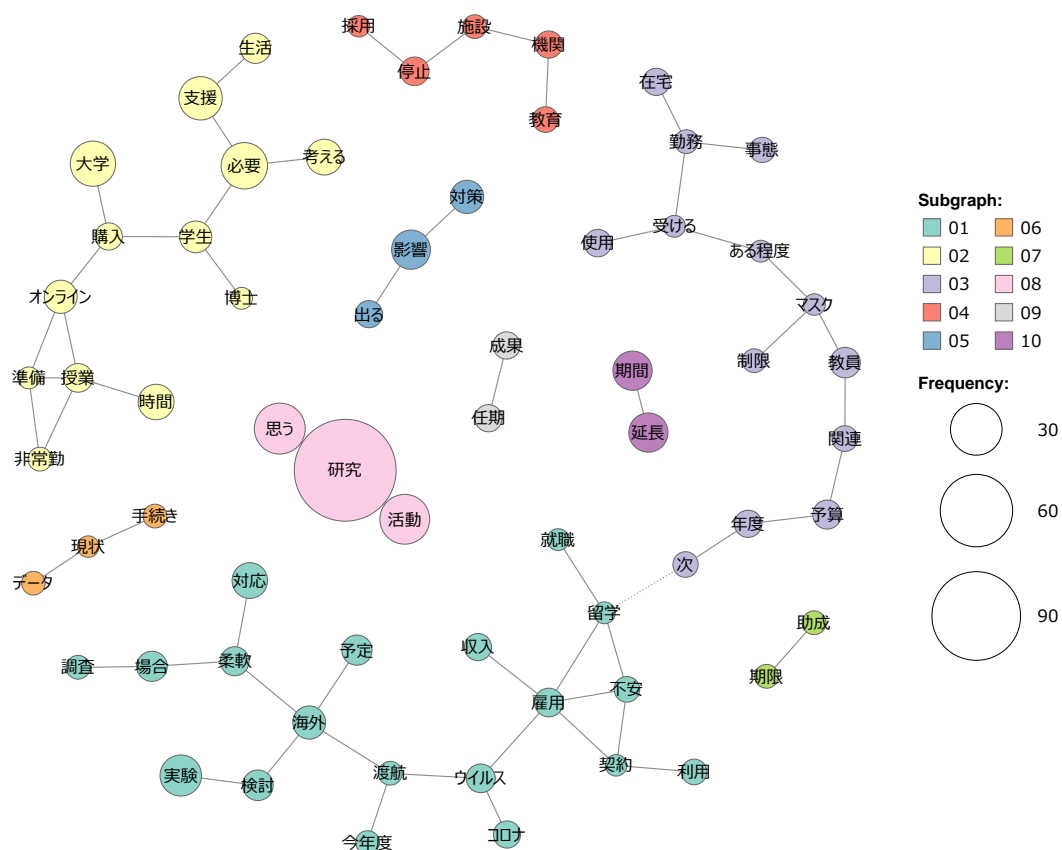 採用
施設
機関
停止
教育
生活
支援
大学
必要
考える
購入
学生
博士
オンライン
準備
授業
時間
非常勤
対策
影響
出る
在宅
勤務
事態
使用
受ける
ある程度
マスク
制限
教員
関連
予算
年度
次
成果
任期
期間
延長
思う
研究
活動
手続き
現状
データ
対応
調査
場合
柔軟
予定
海外
実験
検討
渡航
今年度
ウイルス
コロナ
就職
留学
収入
雇用
不安
契約
利用
助成
期限
Subgraph:
01 06
02 07
03 08
04 09
05 10
Frequency:
30
60
90